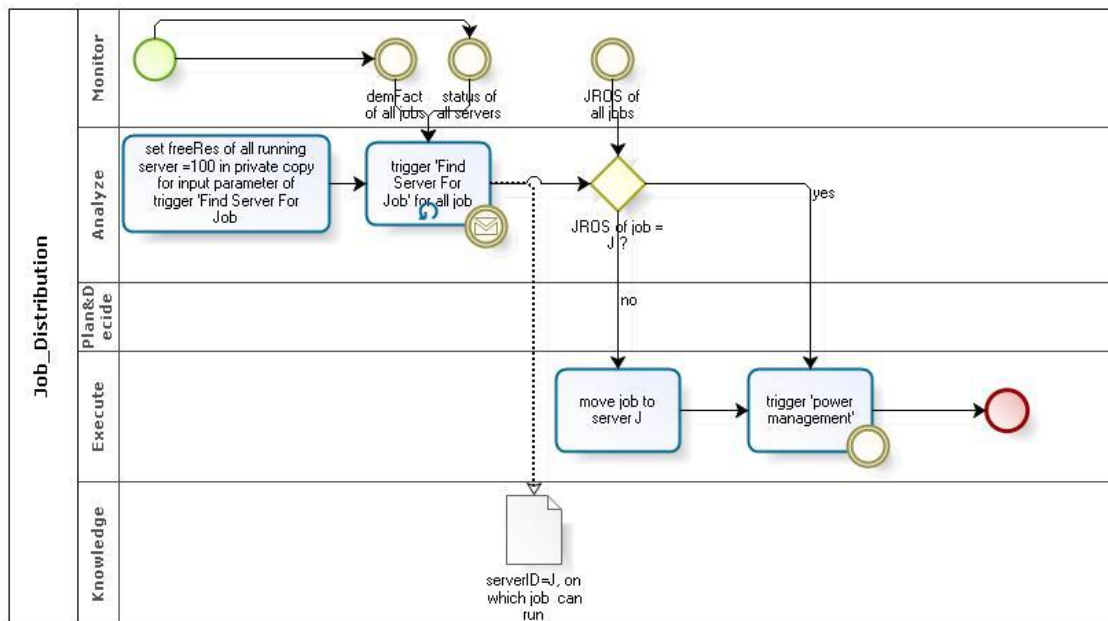 Job_Distribution
Monitor
demFact
of all jobs
status of
all servers
JROS of
all jobs
Analyze
set freeRes of all running
server =100 in private copy
for input parameter of
trigger 'Find Server For
Job
trigger 'Find
Server For
Job' for all job
JROS of job =
J ?
yes
Plan&D
ecide
no
Execute
move job to
server J
trigger 'power
management'
Knowledge
serverID=J, on
which job can
run